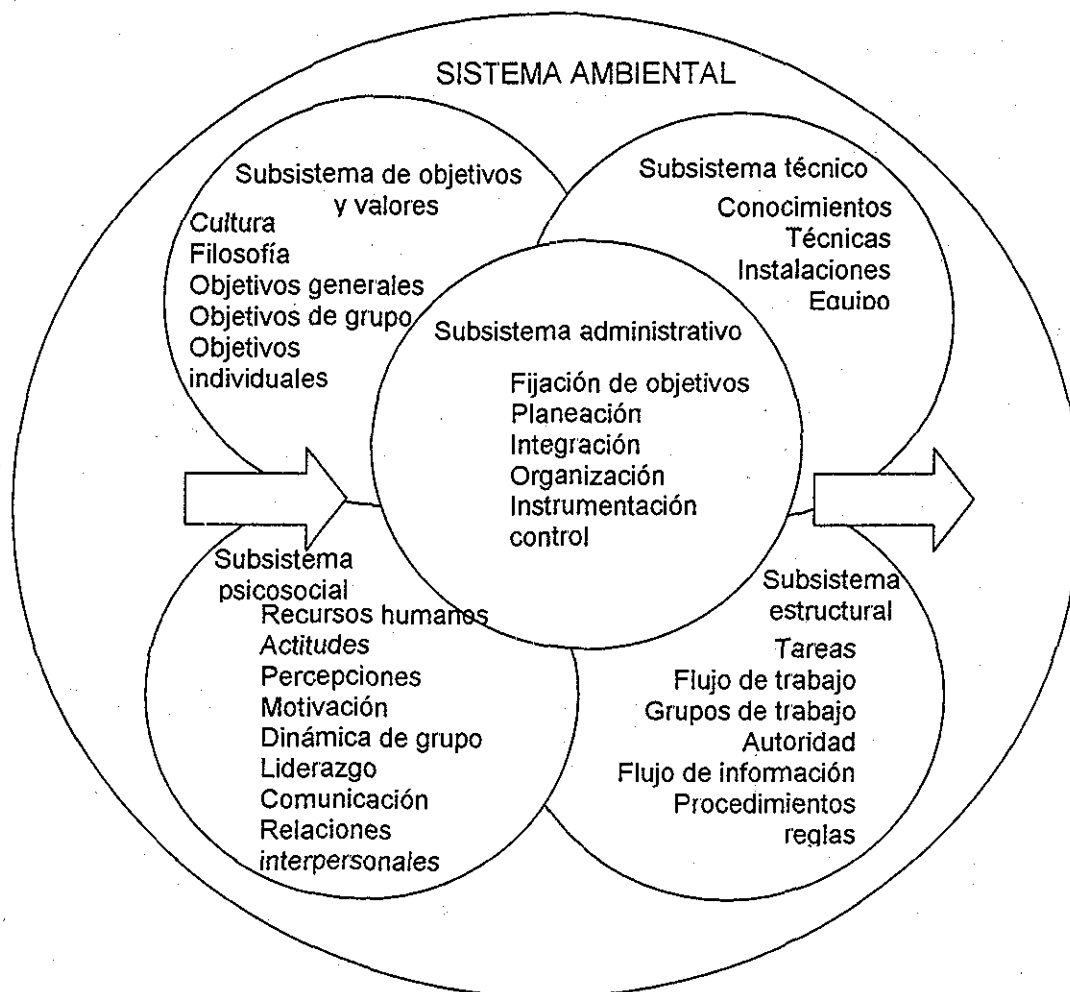 SISTEMA AMBIENTAL
Subsistema de objetivos
y valores
Cultura
Filosofía
Objetivos generales
Objetivos de grupo
Objetivos
individuales
Subsistema técnico
Conocimientos
Técnicas
Instalaciones
Equipo
Subsistema administrativo
Fijación de objetivos
Planeación
Integración
Organización
Instrumentación
control
Subsistema
psicosocial
Recursos humanos
Actitudes
Percepciones
Motivación
Dinámica de grupo
Liderazgo
Comunicación
Relaciones
interpersonales
Subsistema
estructural
Tareas
Flujo de trabajo
Grupos de trabajo
Autoridad
Flujo de información
Procedimientos
reglas